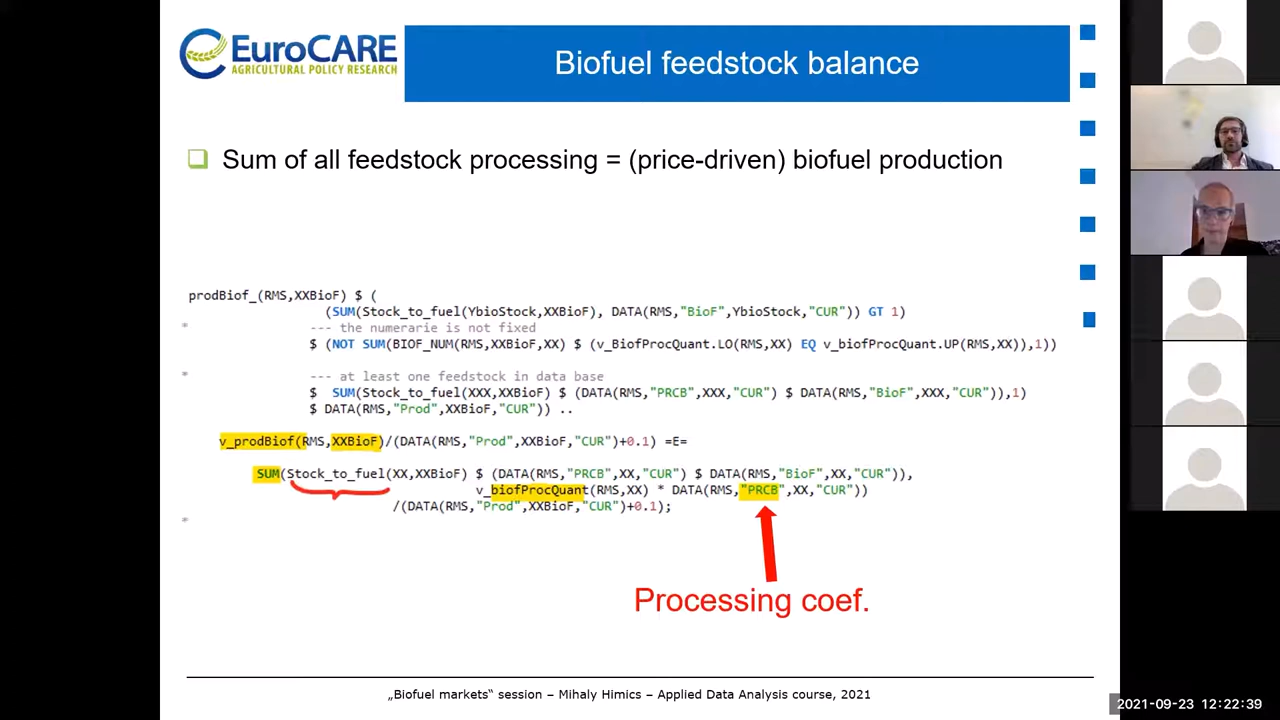 EuroCARE
AGRICULTURAL POLICY RESEARCH
Biofuel feedstock balance
Sum of all feedstock processing = (price-driven) biofuel production
prodBiof_(RMS,XXBioF) $ (
(SUM(Stock_to_fuel(YbioStock,XXBioF), DATA(RMS,"BioF",YbioStock,"CUR")) GT 1)
* --- the numerarie is not fixed
$ (NOT SUM(BIOF_NUM(RMS,XXBioF,XX) $ (v_BiofProcQuant.LO(RMS,XX) EQ v_biofProcQuant.UP(RMS,XX)),1))
* --- at least one feedstock in data base
$ SUM(Stock_to_fuel(XXX,XXBioF) $ (DATA(RMS,"PRCB",XXX,"CUR") $ DATA(RMS,"BioF",XXX,"CUR")),1)
$ DATA(RMS,"Prod",XXBioF,"CUR")) ..
v_prodBiof(RMS,XXBioF)/(DATA(RMS,"Prod",XXBioF,"CUR")+0.1) =E=
SUM(Stock_to_fuel(XX,XXBioF) $ (DATA(RMS,"PRCB",XX,"CUR") $ DATA(RMS,"BioF",XX,"CUR")),
v_biofProcQuant(RMS,XX) * DATA(RMS,"PRCB",XX,"CUR"))
/(DATA(RMS,"Prod",XXBioF,"CUR")+0.1);
*
Processing coef.
„Biofuel markets“ session – Mihaly Himics – Applied Data Analysis course, 2021
2021-09-23 12:22:39